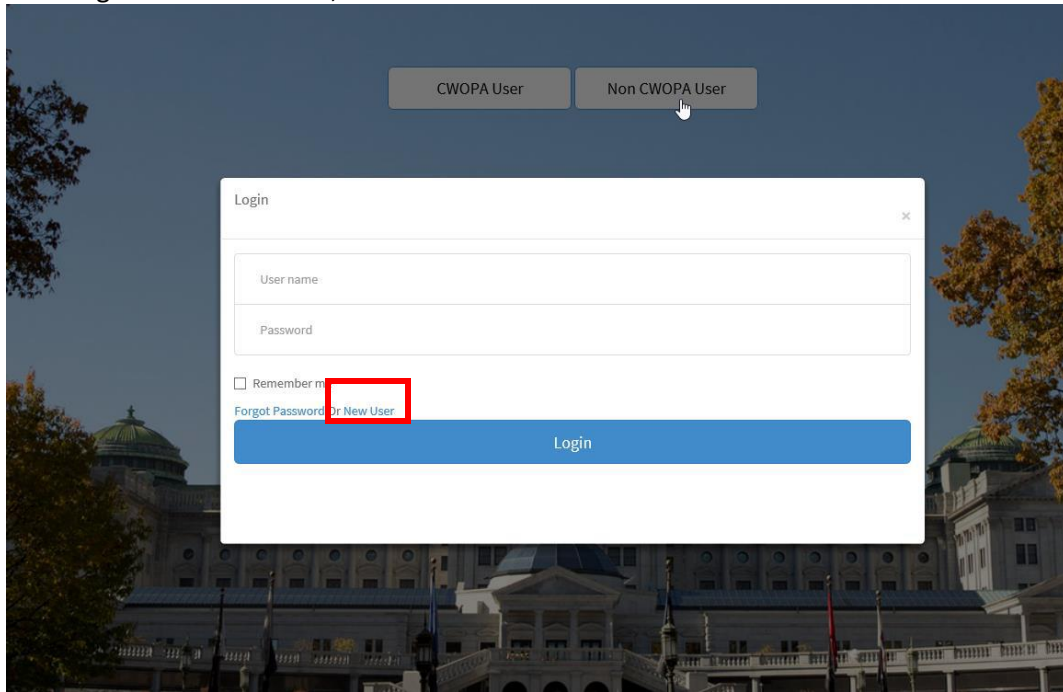 CWOPA User Non CWOPA User
Login
×
User name
Password
Remember m
Forgot Password Or New User
Login